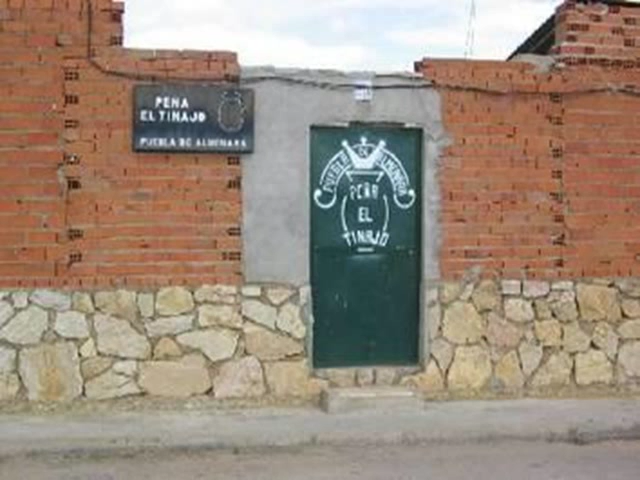 PEÑA
EL TINAJO
PUEBLA DE ALMENARA
PUEBLA DE ALMENARA
PEÑA
EL
TINAJO